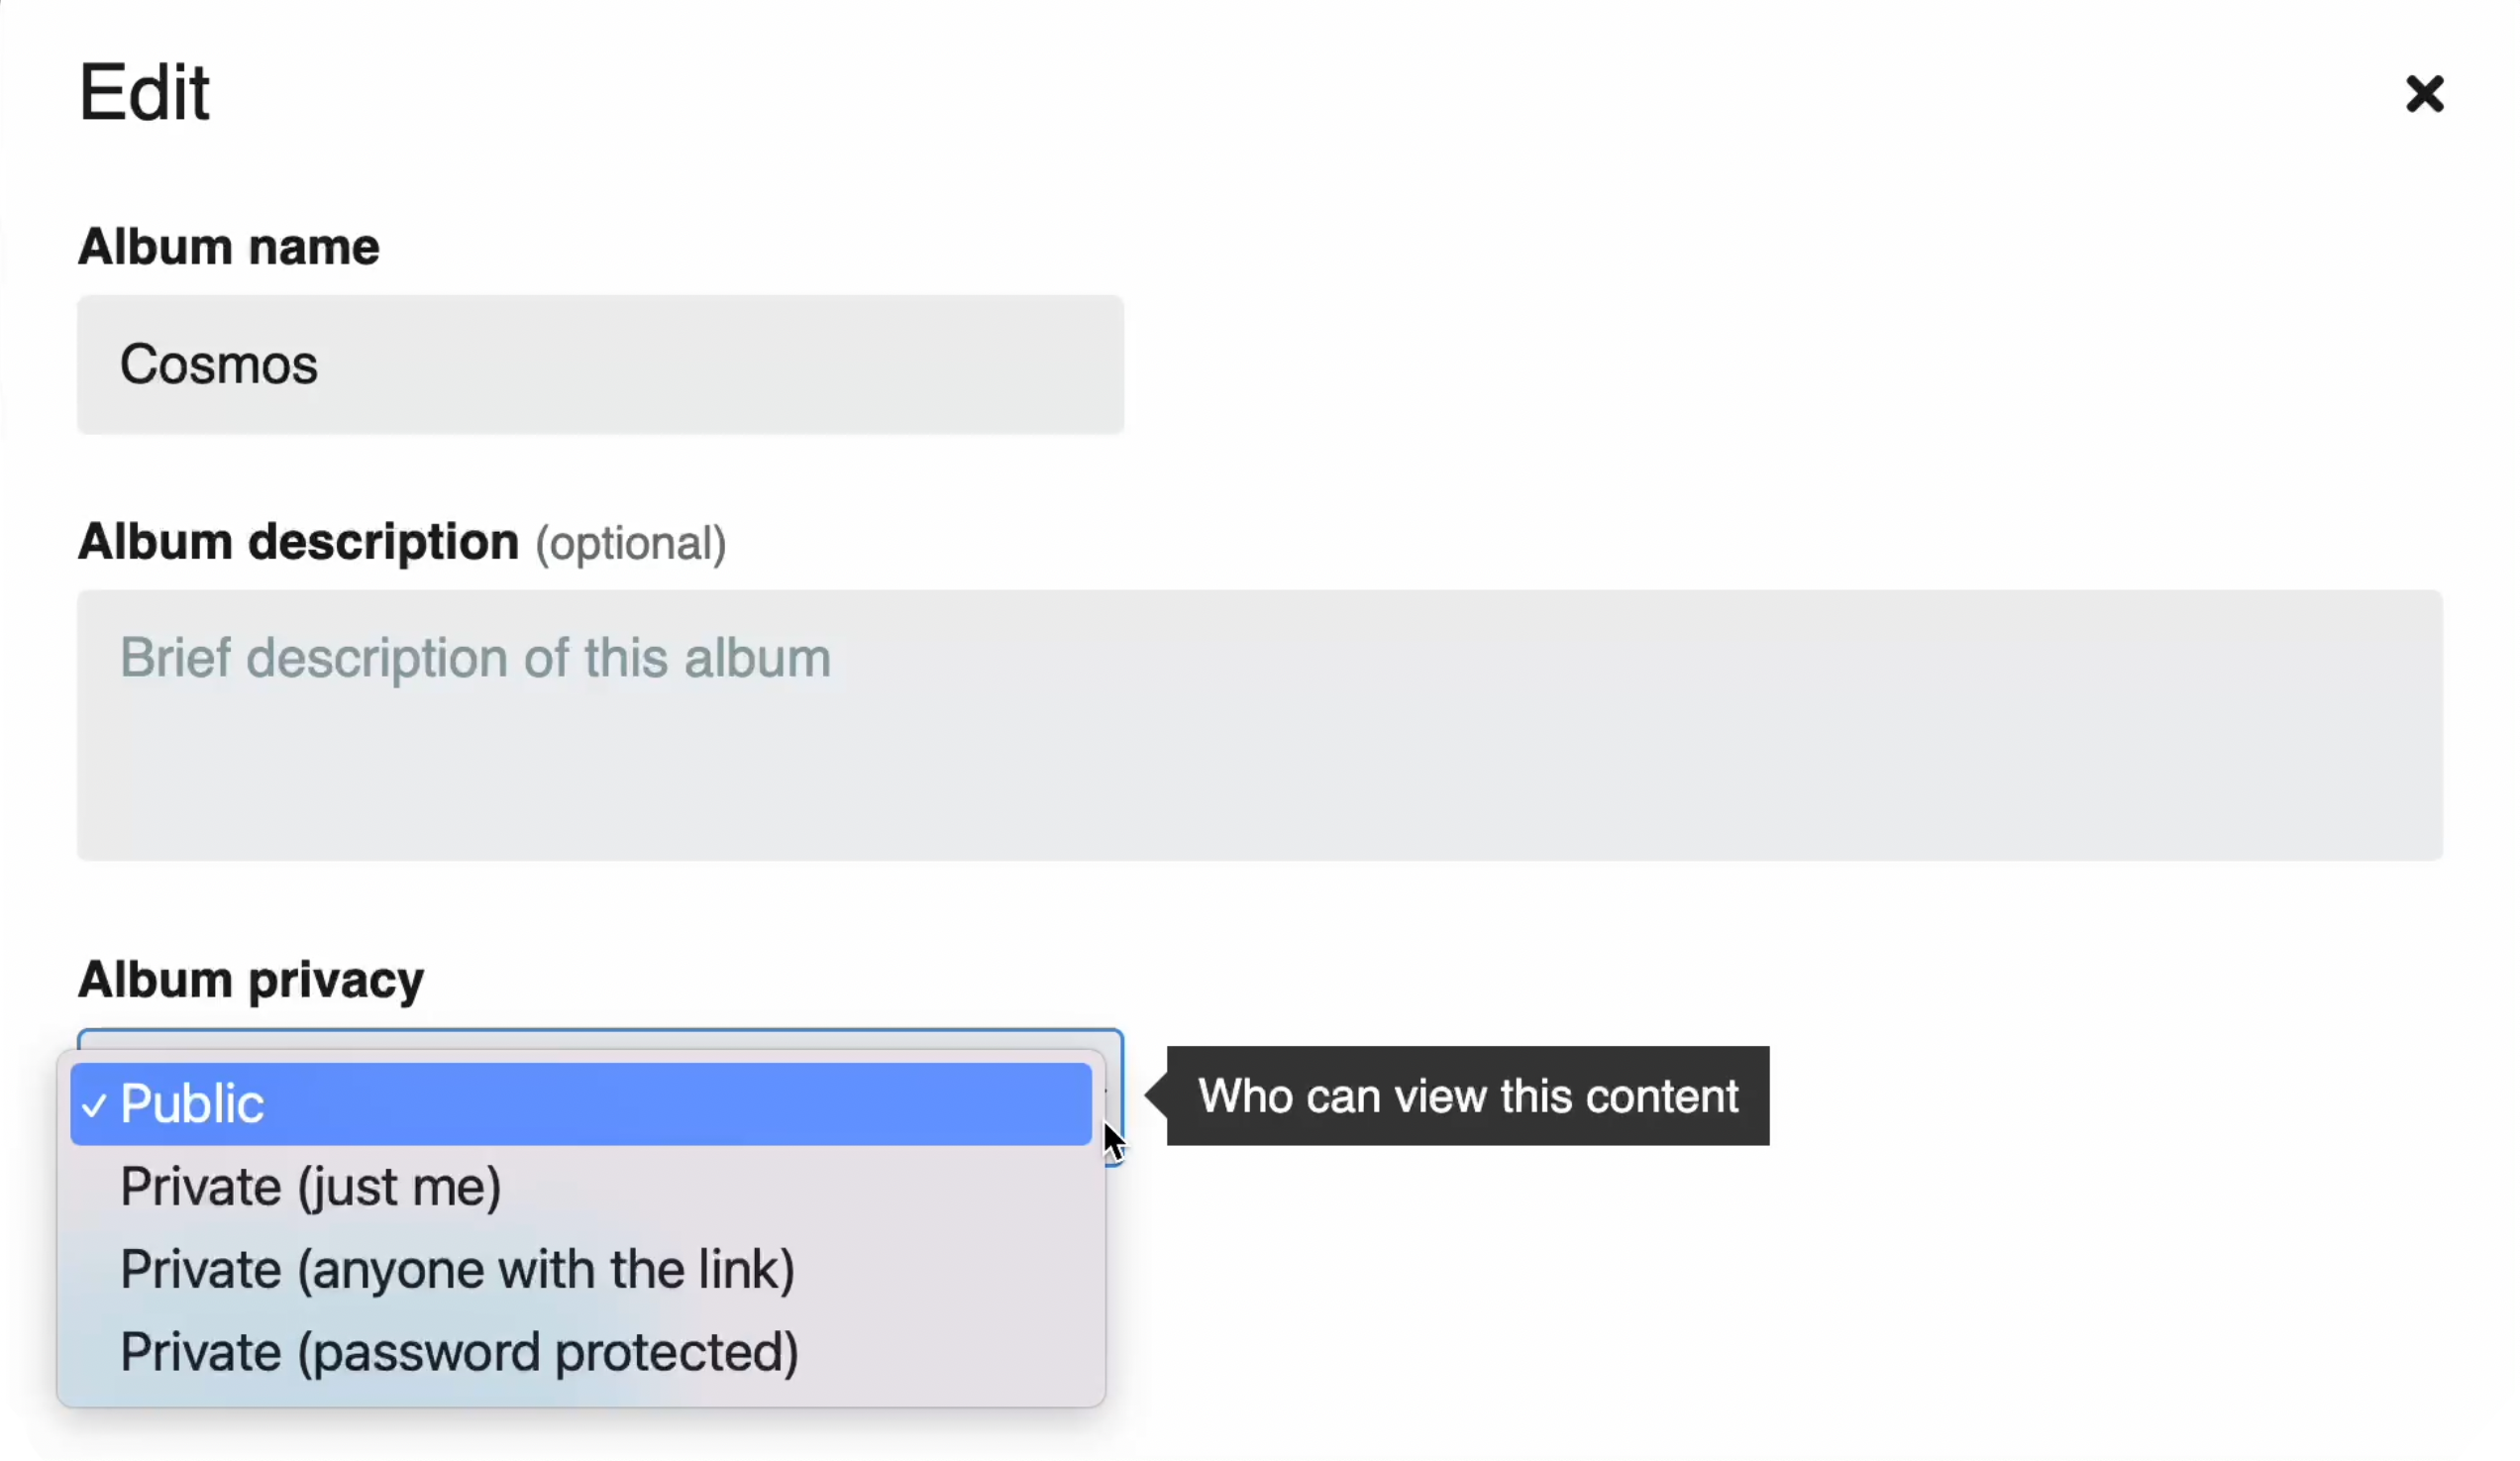 Edit
Album name
Cosmos
Album description (optional)
Brief description of this album
Album privacy
✓ Public
Who can view this content
Private (just me)
Private (anyone with the link)
Private (password protected)